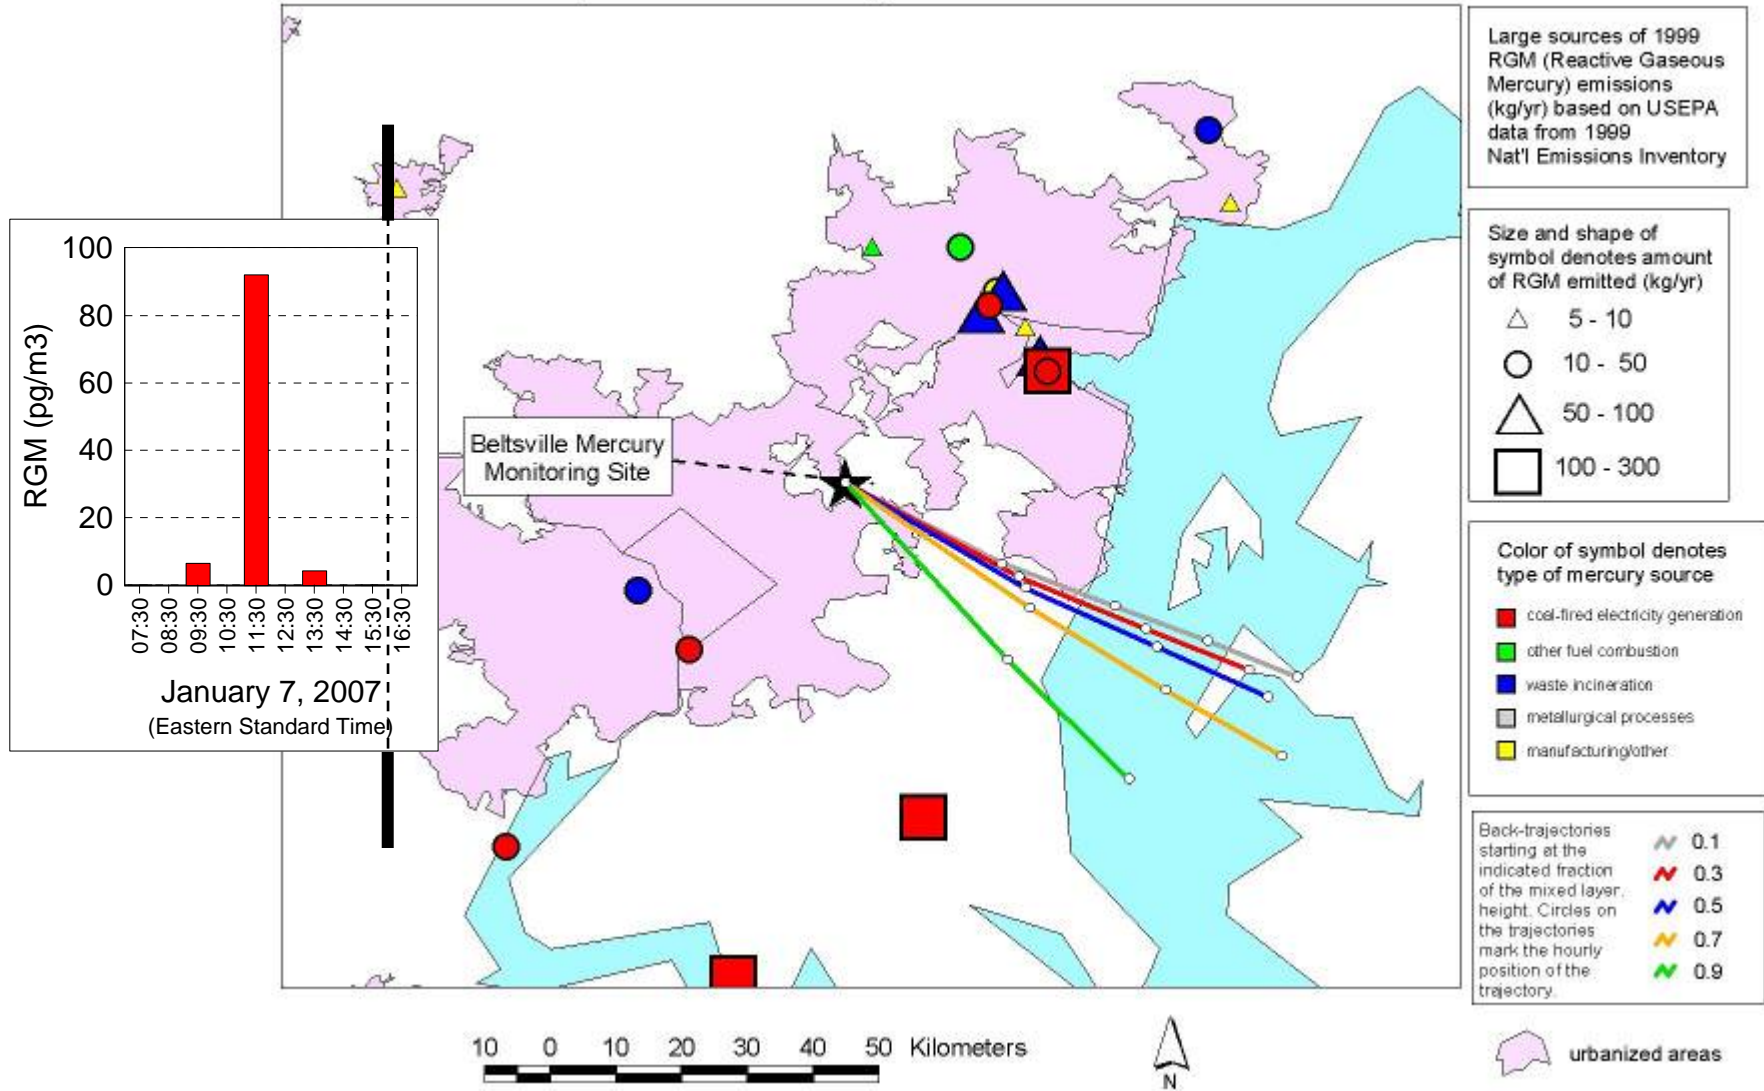 Large sources of 1999
RGM (Reactive Gaseous
Mercury) emissions
(kg/yr) based on USEPA
data from 1999
Nat'l Emissions Inventory
Size and shape of
symbol denotes amount
of RGM emitted (kg/yr)
5 - 10
10 - 50
50 - 100
100 - 300
Color of symbol denotes
type of mercury source
coal-fired electricity generation
other fuel combustion
waste incineration
metallurgical processes
manufacturing/other
Back-trajectories
starting at the
indicated fraction
of the mixed layer.
height. Circles on
the trajectories
mark the hourly
position of the
trajectory.
0.1
0.3
0.5
0.7
0.9
urbanized areas
Beltsville Mercury
Monitoring Site
RGM (pg/m3)
100
80
60
40
20
0
07:30
08:30
09:30
10:30
11:30
12:30
13:30
14:30
15:30
16:30
January 7, 2007
(Eastern Standard Time)
10 0 10 20 30 40 50 Kilometers
N